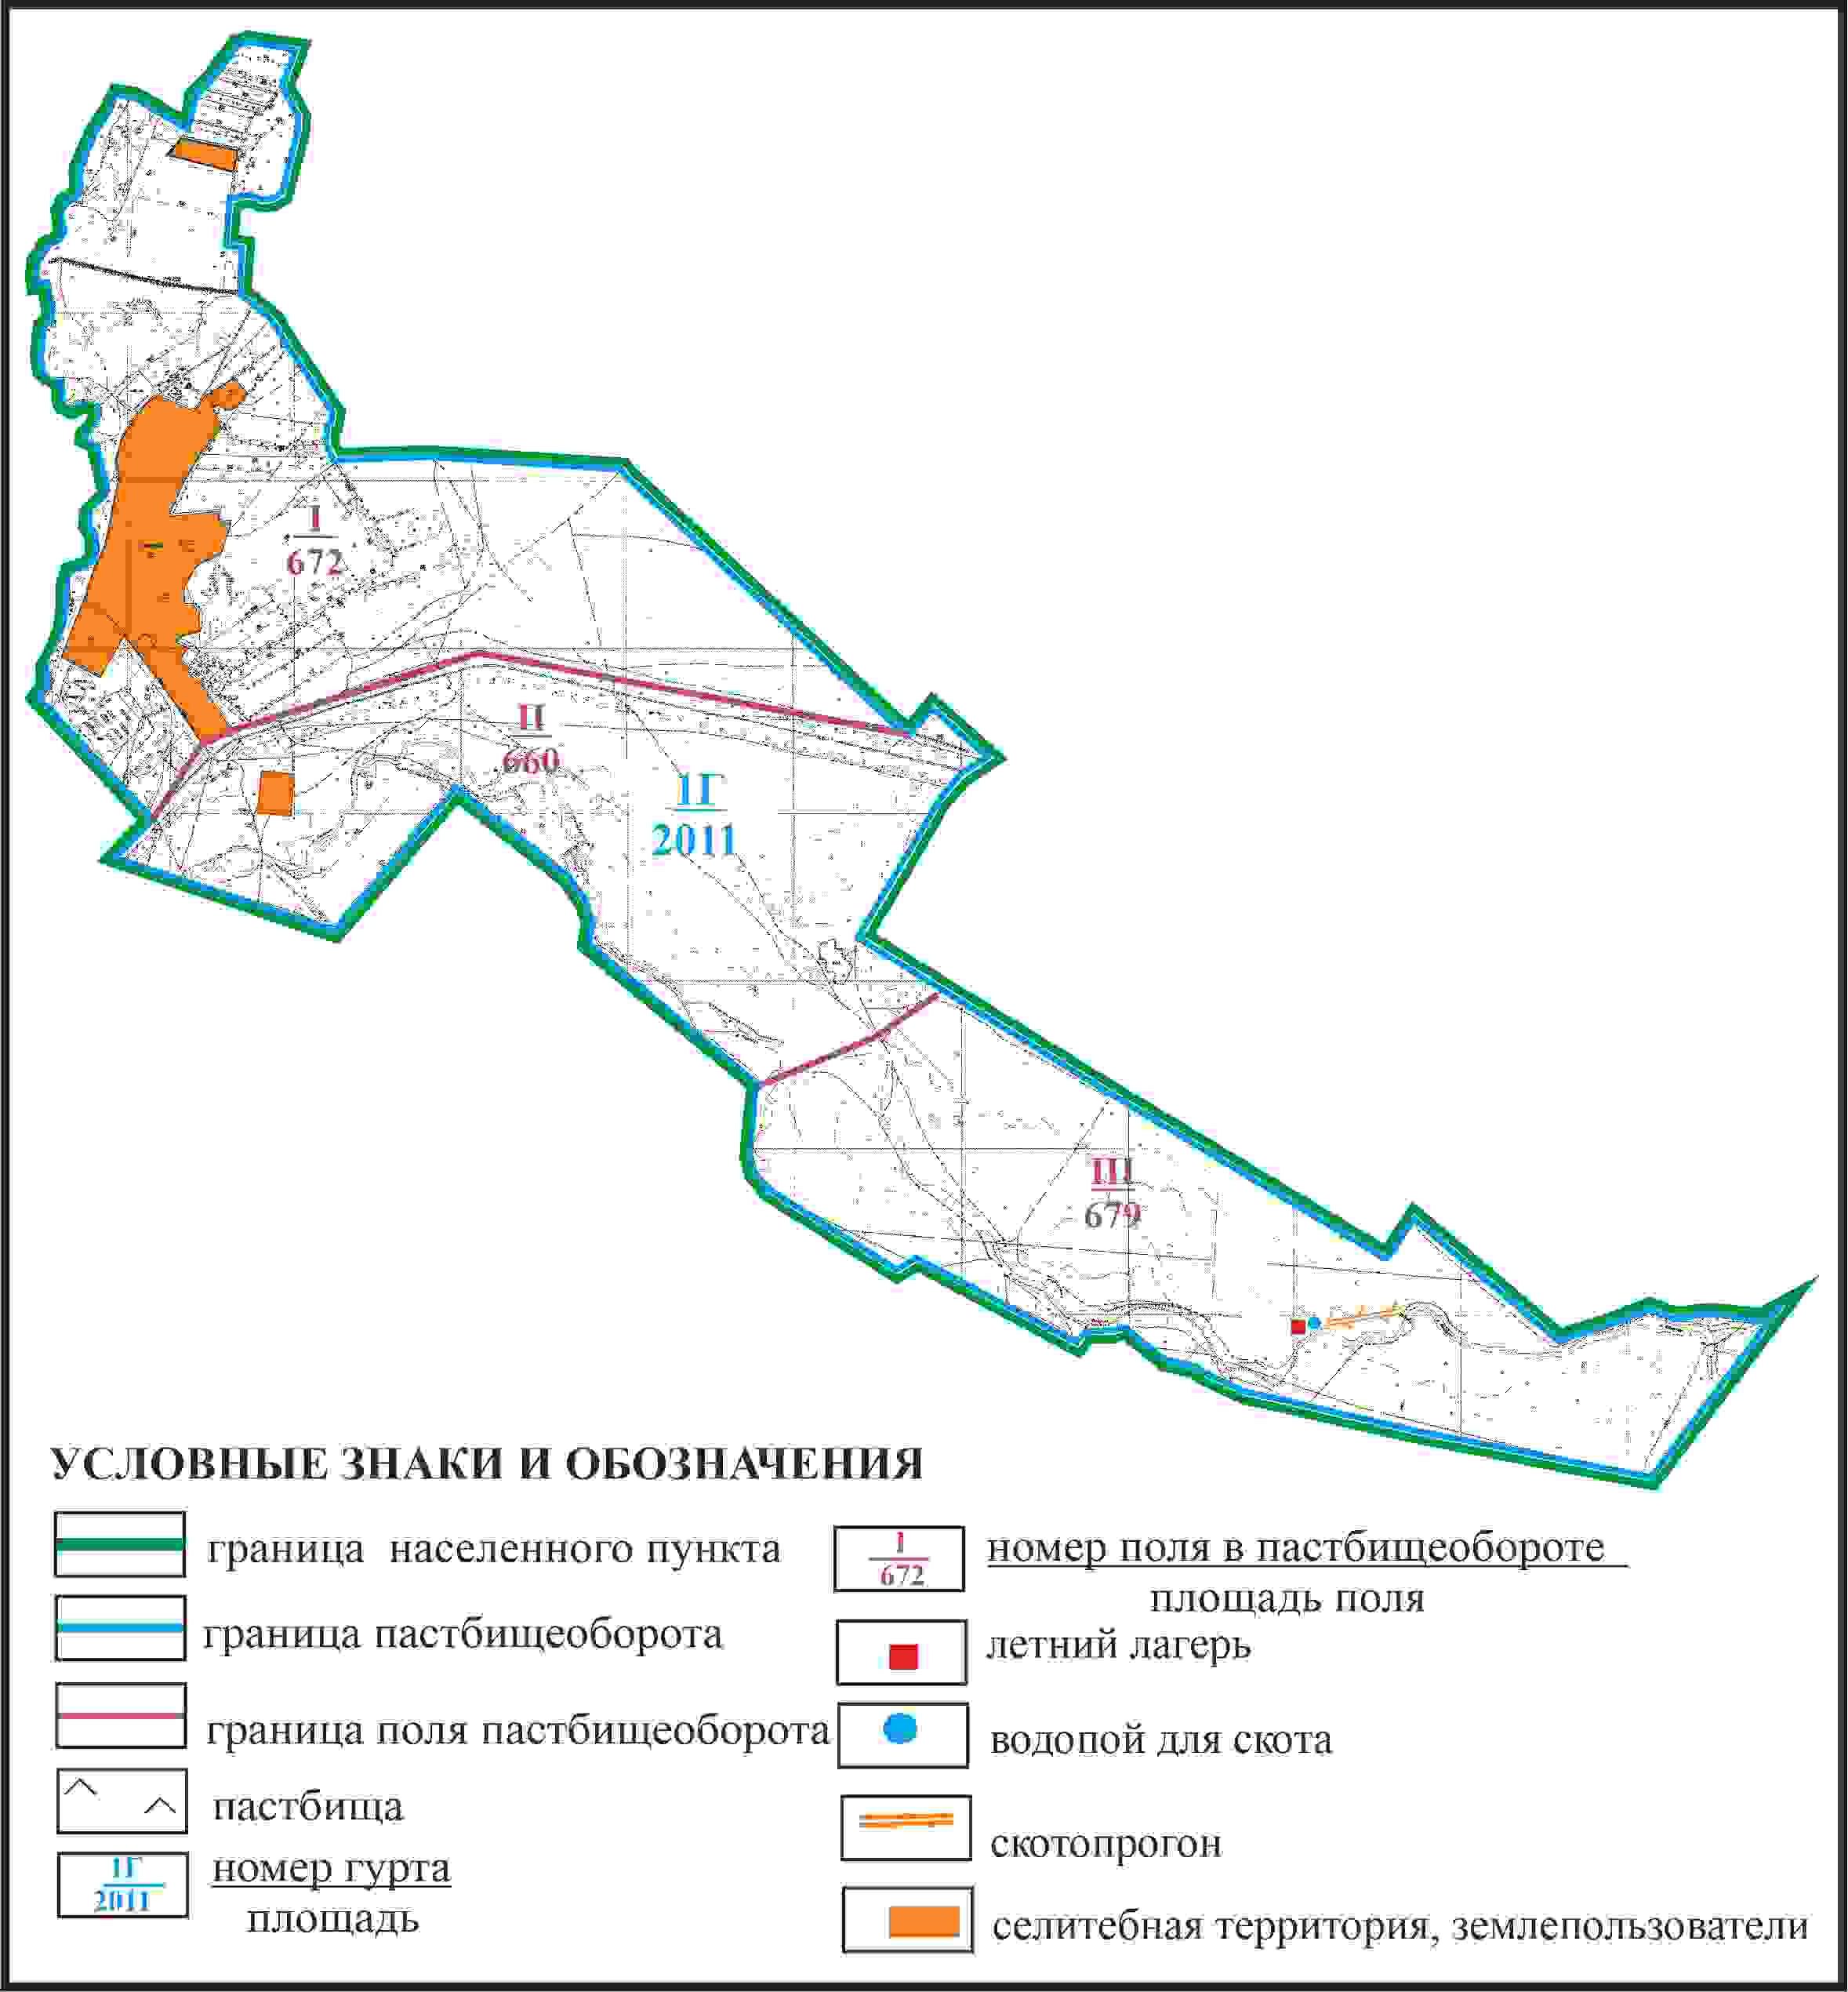 I
672
II
660
1Г
2011
III
679
УСЛОВНЫЕ ЗНАКИ И ОБОЗНАЧЕНИЯ
граница населенного пункта
граница пастбищеоборота
граница поля пастбищеоборота
пастбища
1Г
2011
номер гурта
площадь
I
672
номер поля в пастбищеобороте
площадь поля
летний лагерь
водопой для скота
скотопрогон
селитебная территория, землепользователи